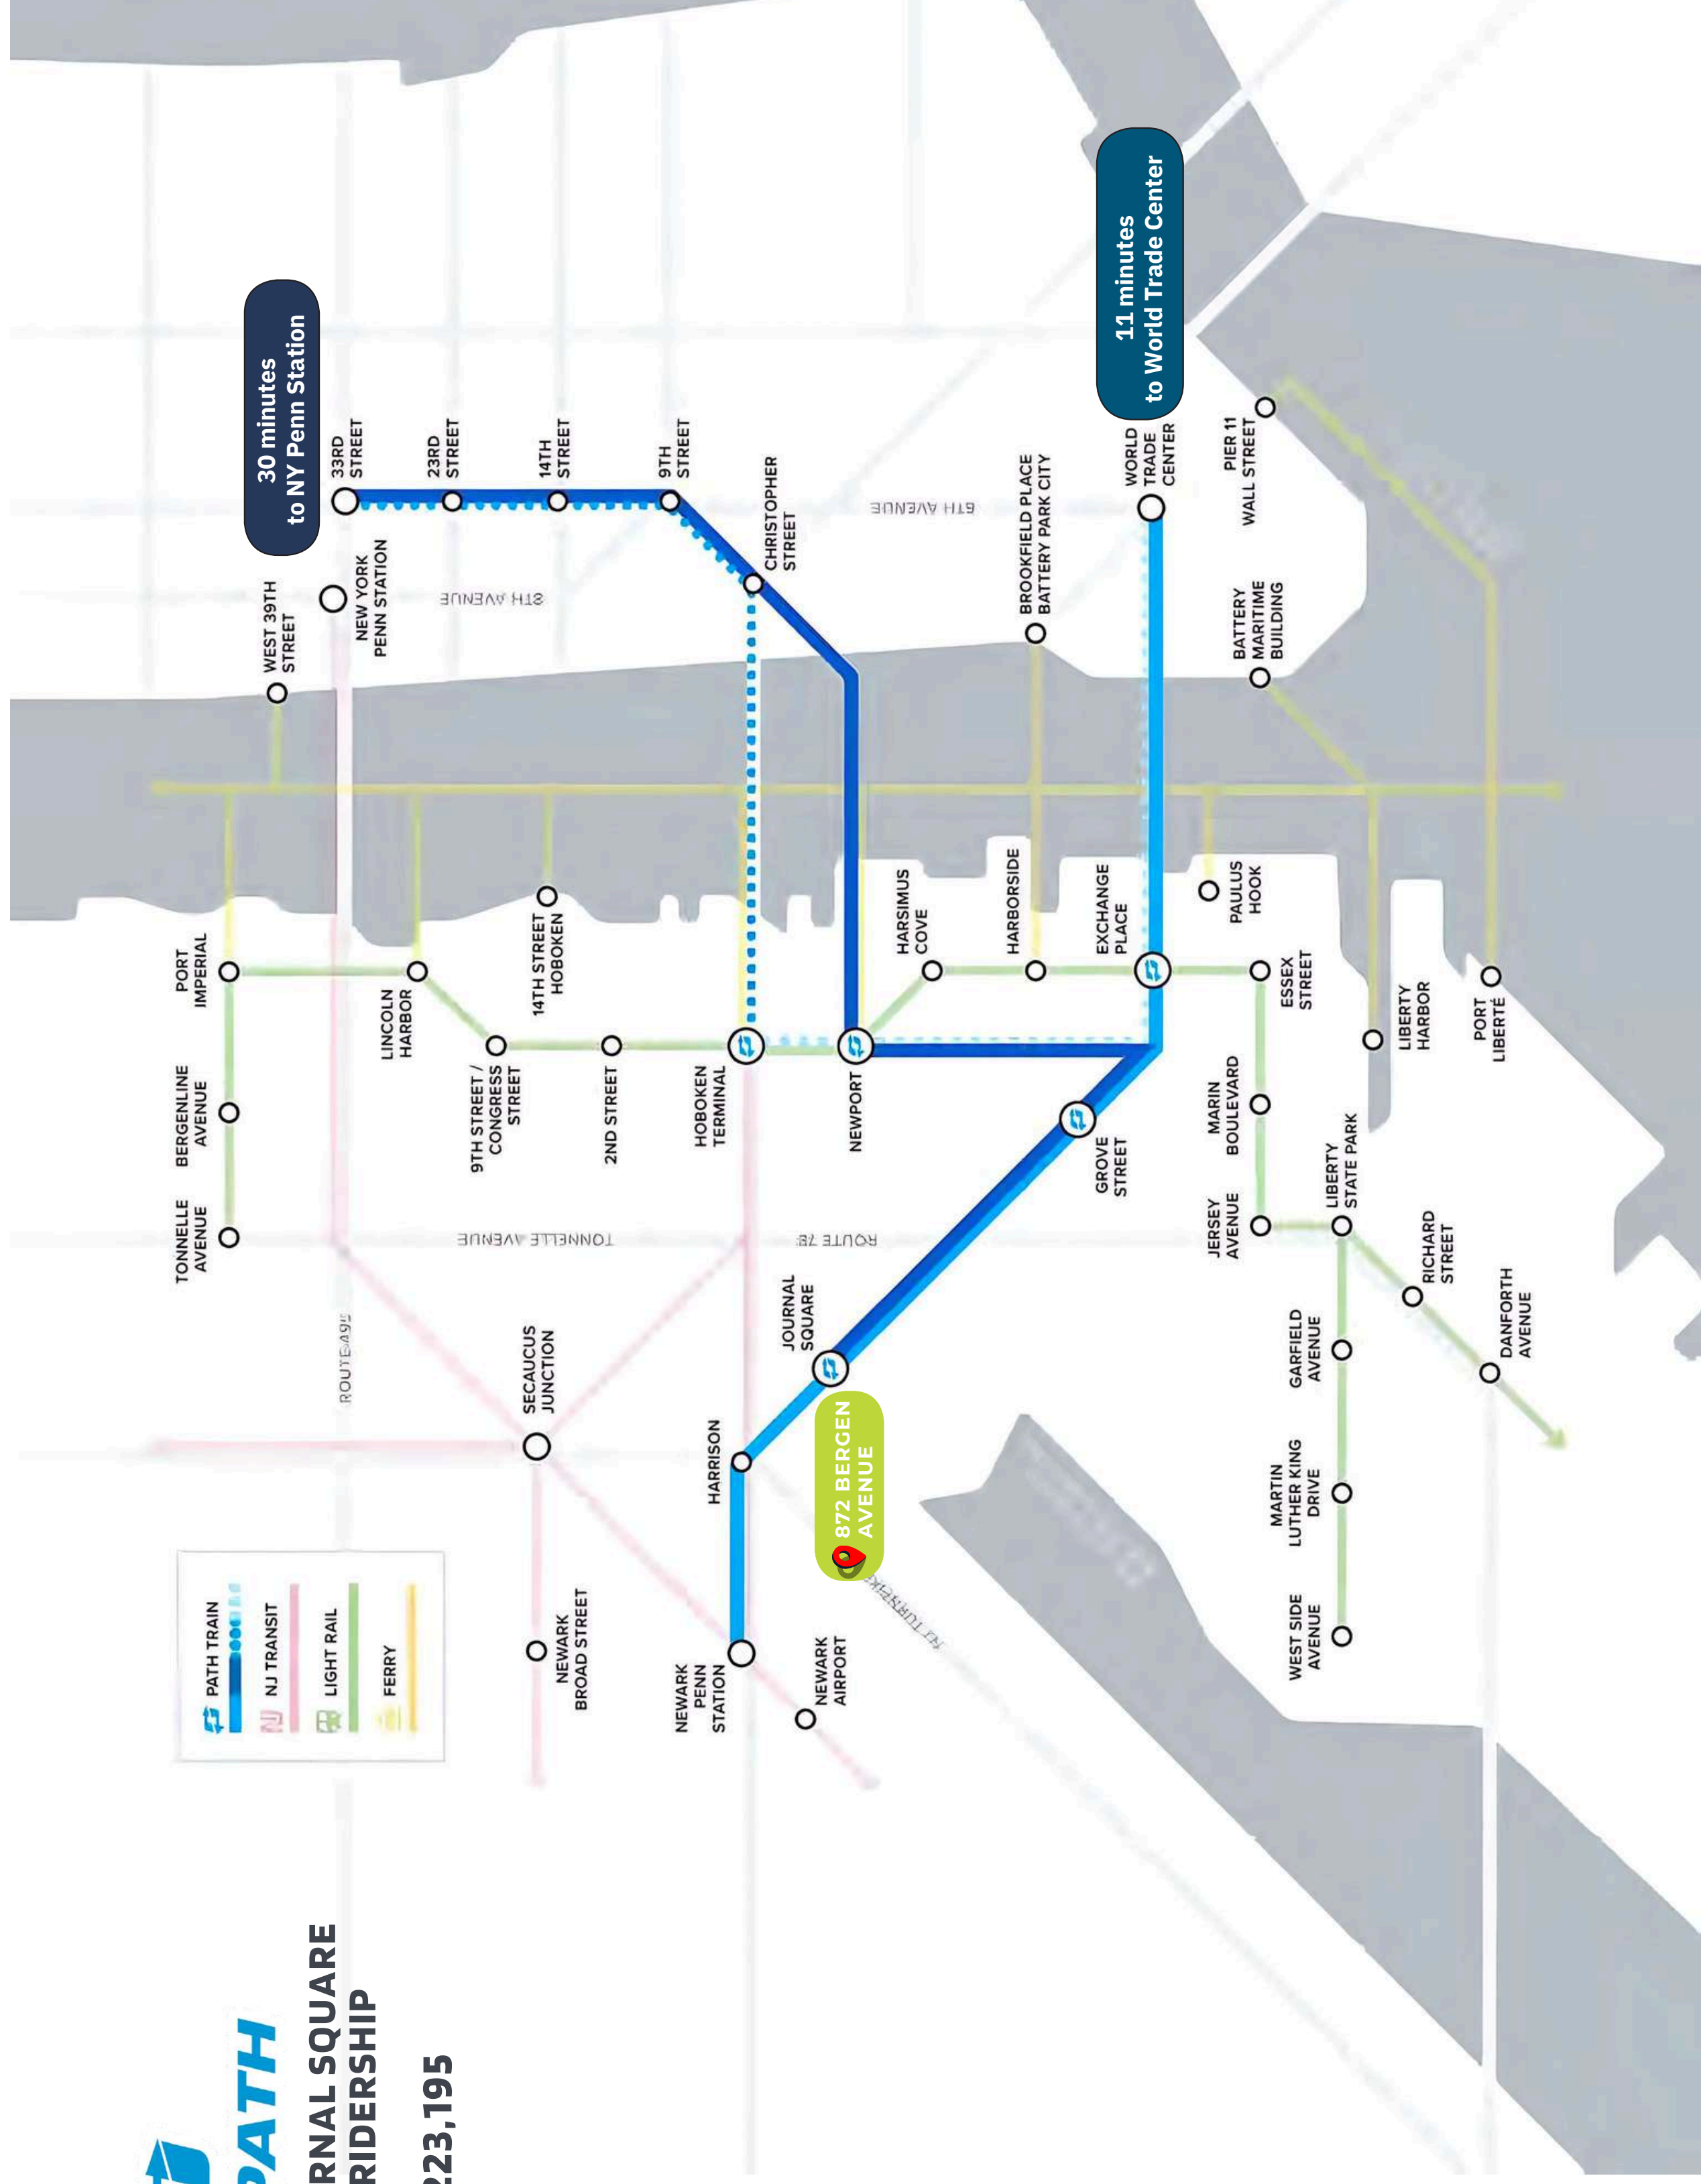 PATH
RNAL SQUARE
RIDERSHIP
223,195
PATH TRAIN
NJ TRANSIT
LIGHT RAIL
FERRY
30 minutes
to NY Penn Station
11 minutes
to World Trade Center
872 BERGEN
AVENUE
TONNELLE
AVENUE
BERGENLINE
AVENUE
PORT
IMPERIAL
WEST 39TH
STREET
NEW YORK
PENN STATION
33RD
STREET
23RD
STREET
14TH
STREET
9TH
STREET
CHRISTOPHER
STREET
8TH AVENUE
6TH AVENUE
LINCOLN
HARBOR
14TH STREET
HOBOKEN
9TH STREET /
CONGRESS
STREET
2ND STREET
HOBOKEN
TERMINAL
NEWPORT
TONNELLE AVENUE
ROUTE 78
ROUTE 495
SECAUCUS
JUNCTION
NEWARK
BROAD STREET
HARRISON
NEWARK
PENN
STATION
NEWARK
AIRPORT
JOURNAL
SQUARE
GROVE
STREET
HARSIMUS
COVE
HARBORSIDE
EXCHANGE
PLACE
BROOKFIELD PLACE
BATTERY PARK CITY
WORLD
TRADE
CENTER
PIER 11
WALL STREET
BATTERY
MARITIME
BUILDING
PAULUS
HOOK
ESSEX
STREET
MARIN
BOULEVARD
JERSEY
AVENUE
LIBERTY
STATE PARK
LIBERTY
HARBOR
PORT
LIBERTÉ
RICHARD
STREET
DANFORTH
AVENUE
GARFIELD
AVENUE
MARTIN
LUTHER KING
DRIVE
WEST SIDE
AVENUE
NJ TURNPIKE